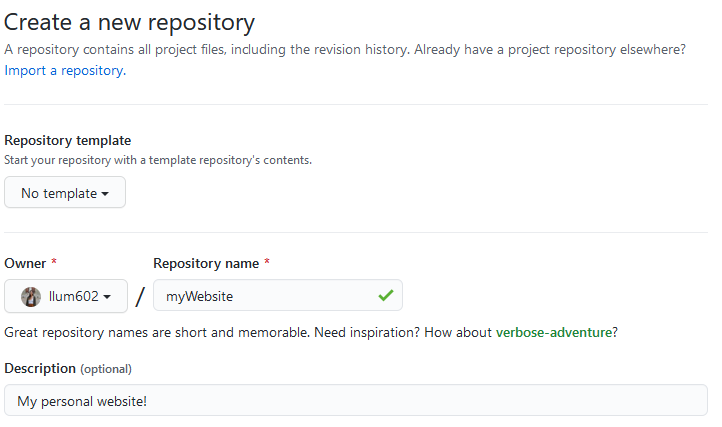 Create a new repository
A repository contains all project files, including the revision history. Already have a project repository elsewhere?
Import a repository.
Repository template
Start your repository with a template repository's contents.
No template
Owner * Repository name *
llum602 / myWebsite
Great repository names are short and memorable. Need inspiration? How about verbose-adventure?
Description (optional)
My personal website!